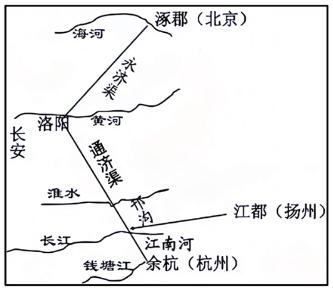 涿郡（北京）
海河
永济渠
长安
洛阳
黄河
通济渠
淮水
邗沟
江都（扬州）
长江
江南河
钱塘江
余杭（杭州）